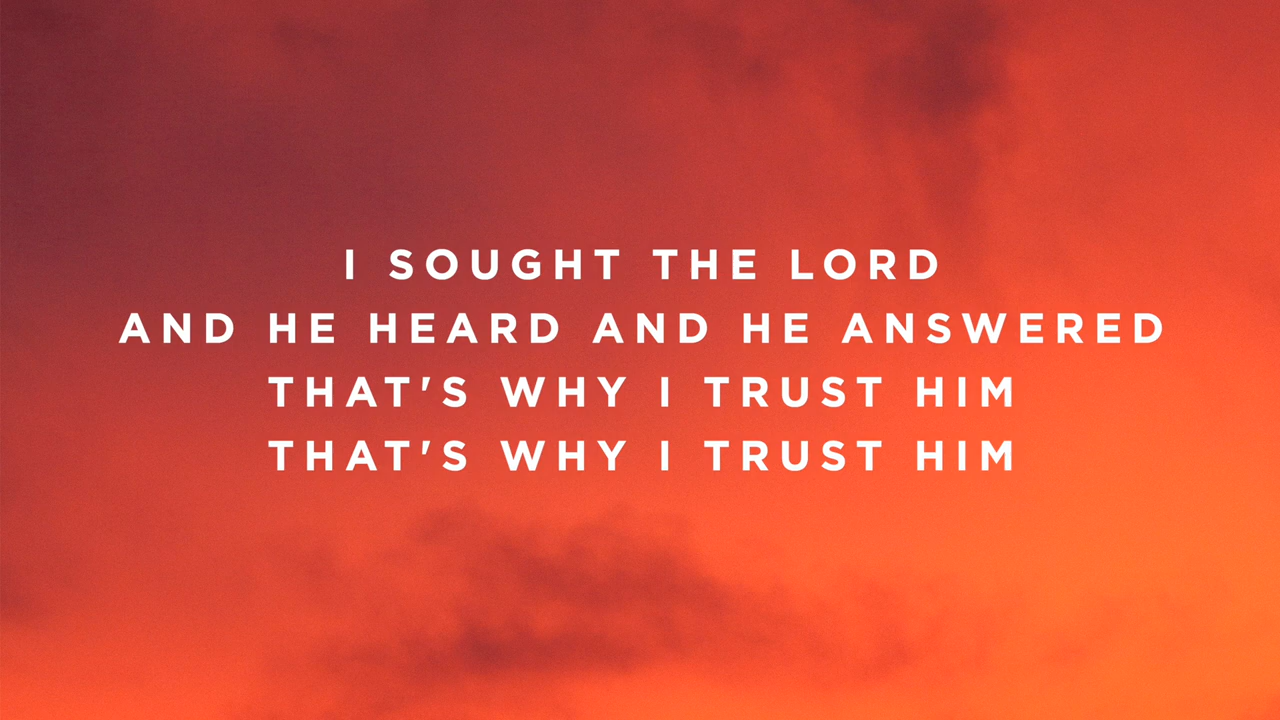 I SOUGHT THE LORD
AND HE HEARD AND HE ANSWERED
THAT'S WHY I TRUST HIM
THAT'S WHY I TRUST HIM